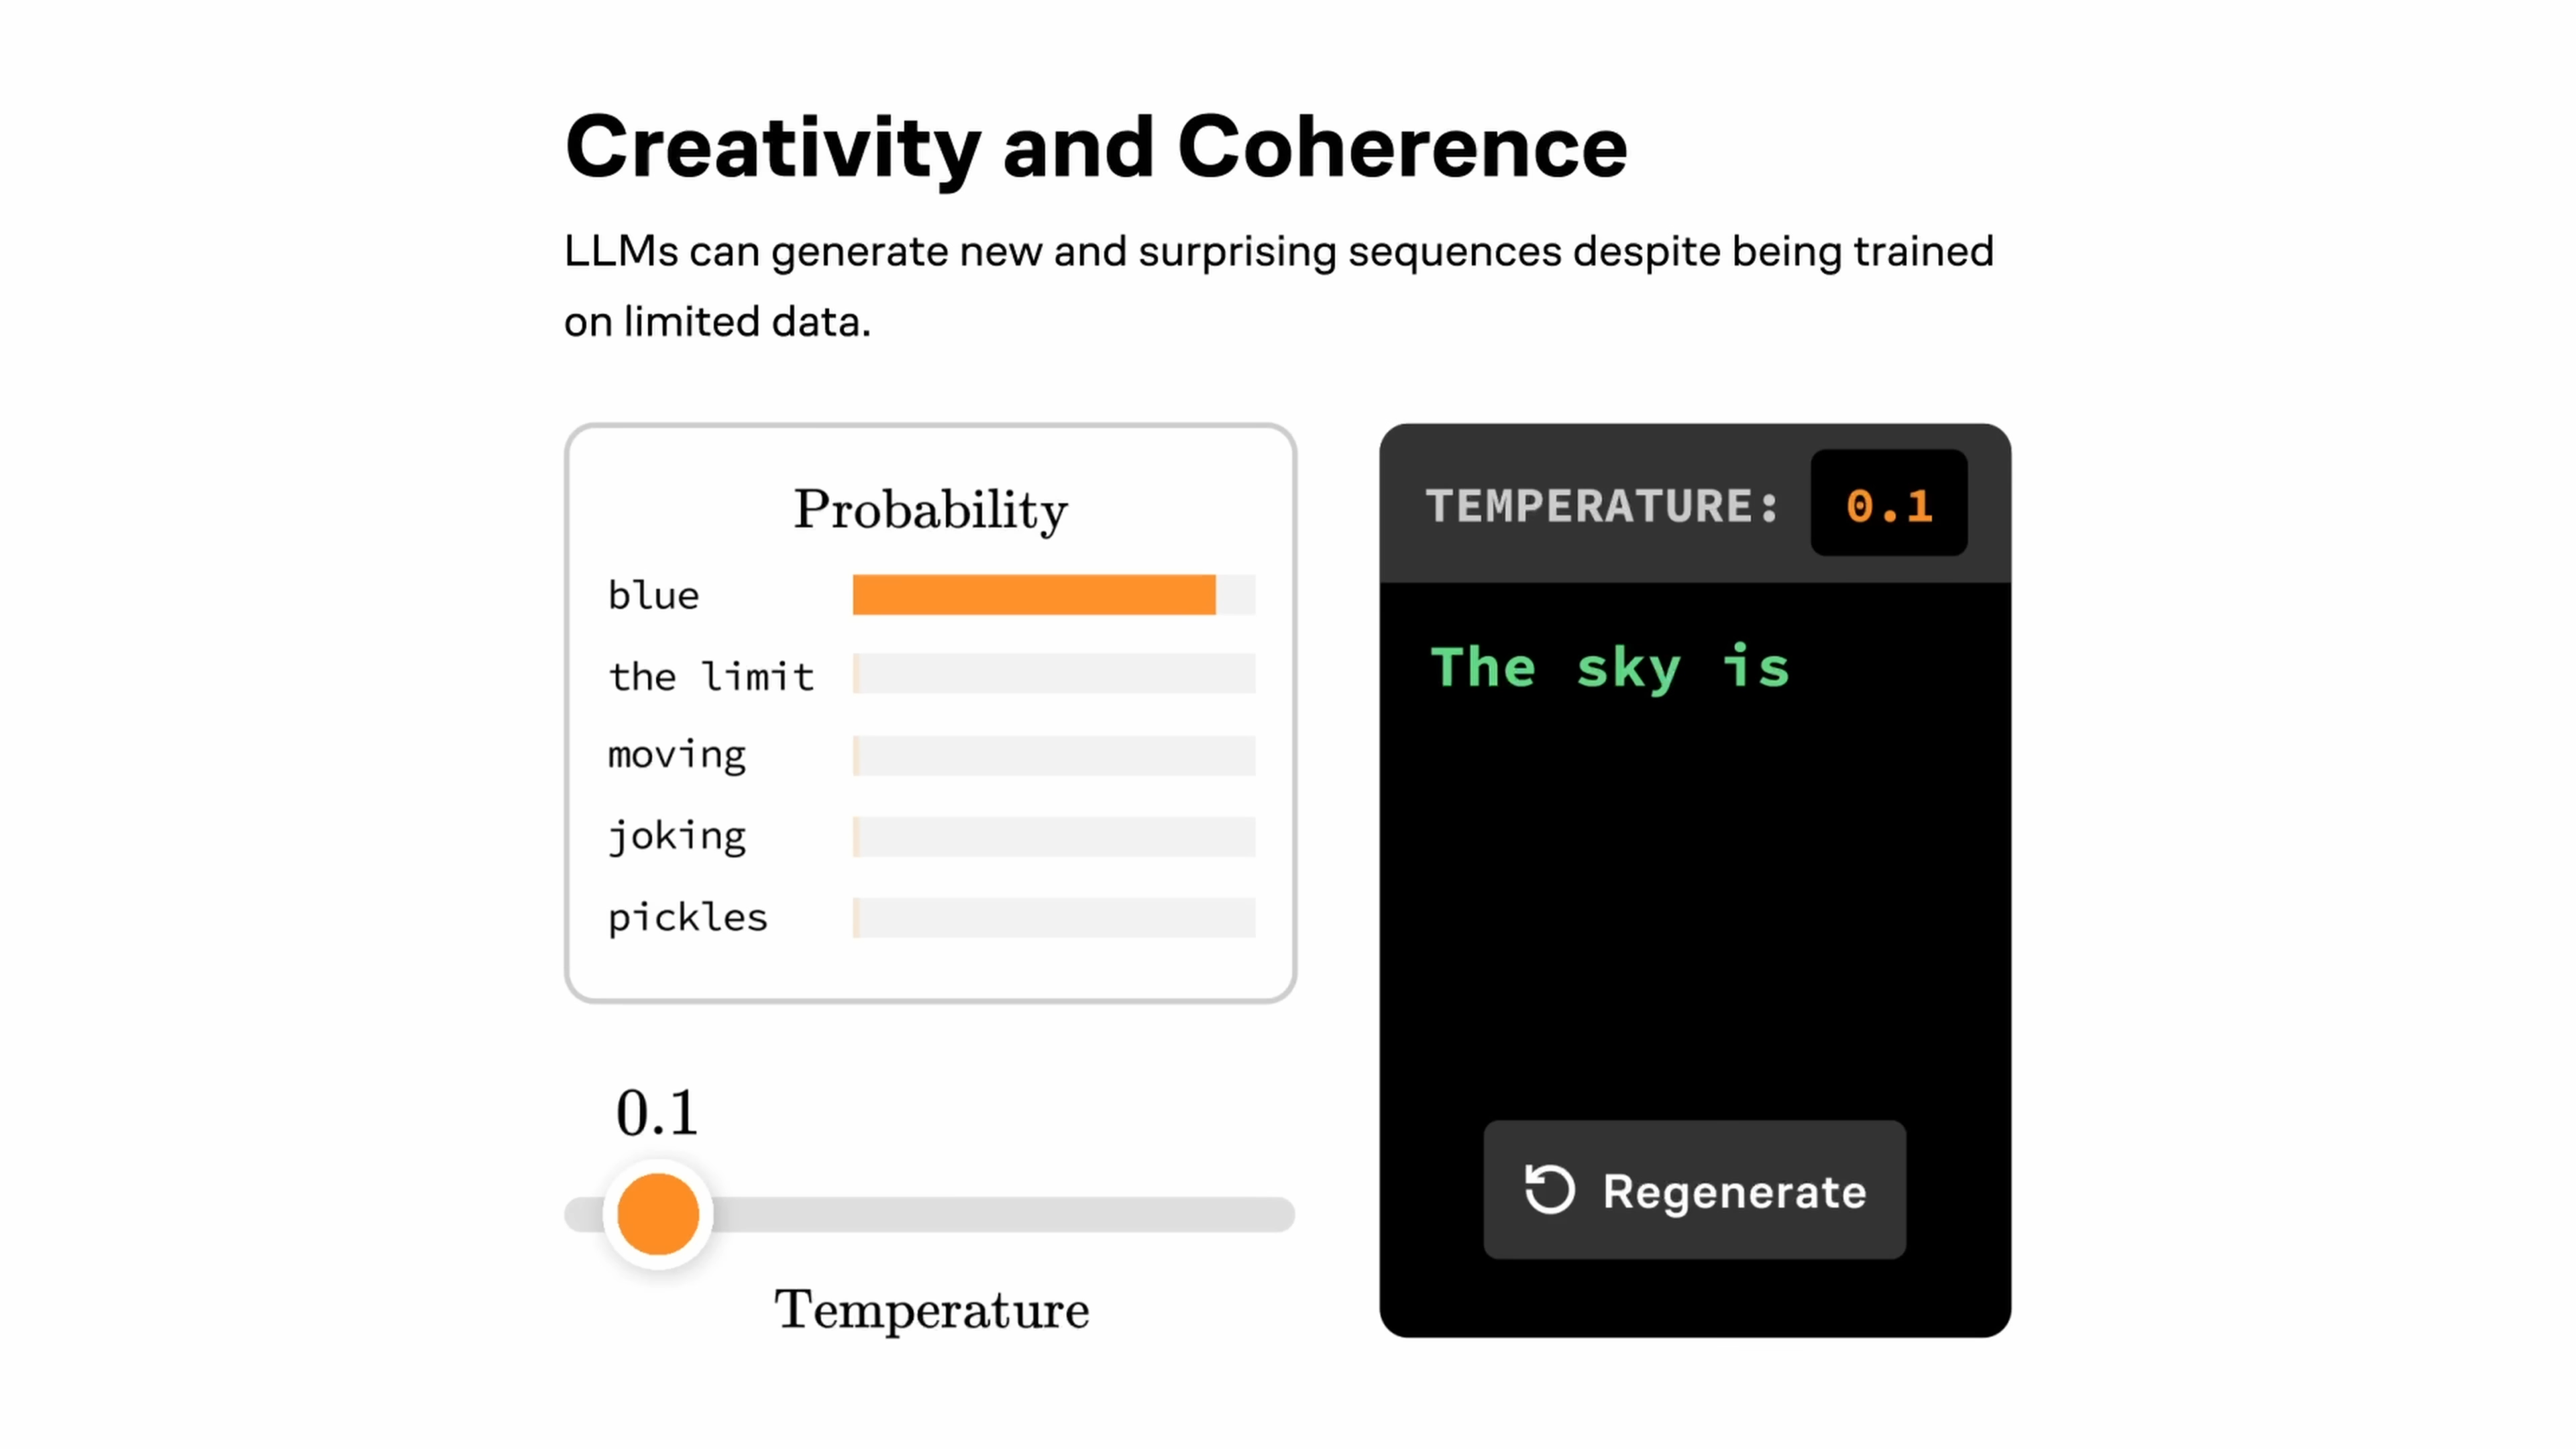 Creativity and Coherence
LLMs can generate new and surprising sequences despite being trained
on limited data.
Probability
blue
the limit
moving
joking
pickles
0.1
Temperature
TEMPERATURE: 0.1
The sky is
Regenerate